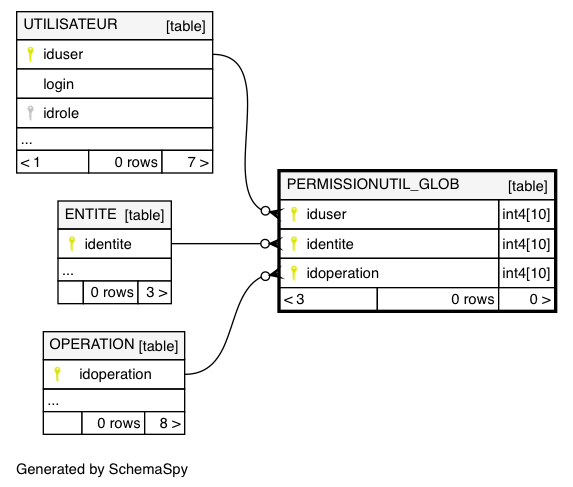 UTILISATEUR [table]
iduser
login
idrole
...
< 1 0 rows 7 >
PERMISSIONUTIL_GLOB [table]
iduser int4[10]
identite int4[10]
idoperation int4[10]
< 3 0 rows 0 >
ENTITE [table]
identite
...
0 rows 3 >
OPERATION [table]
idoperation
...
0 rows 8 >
Generated by SchemaSpy